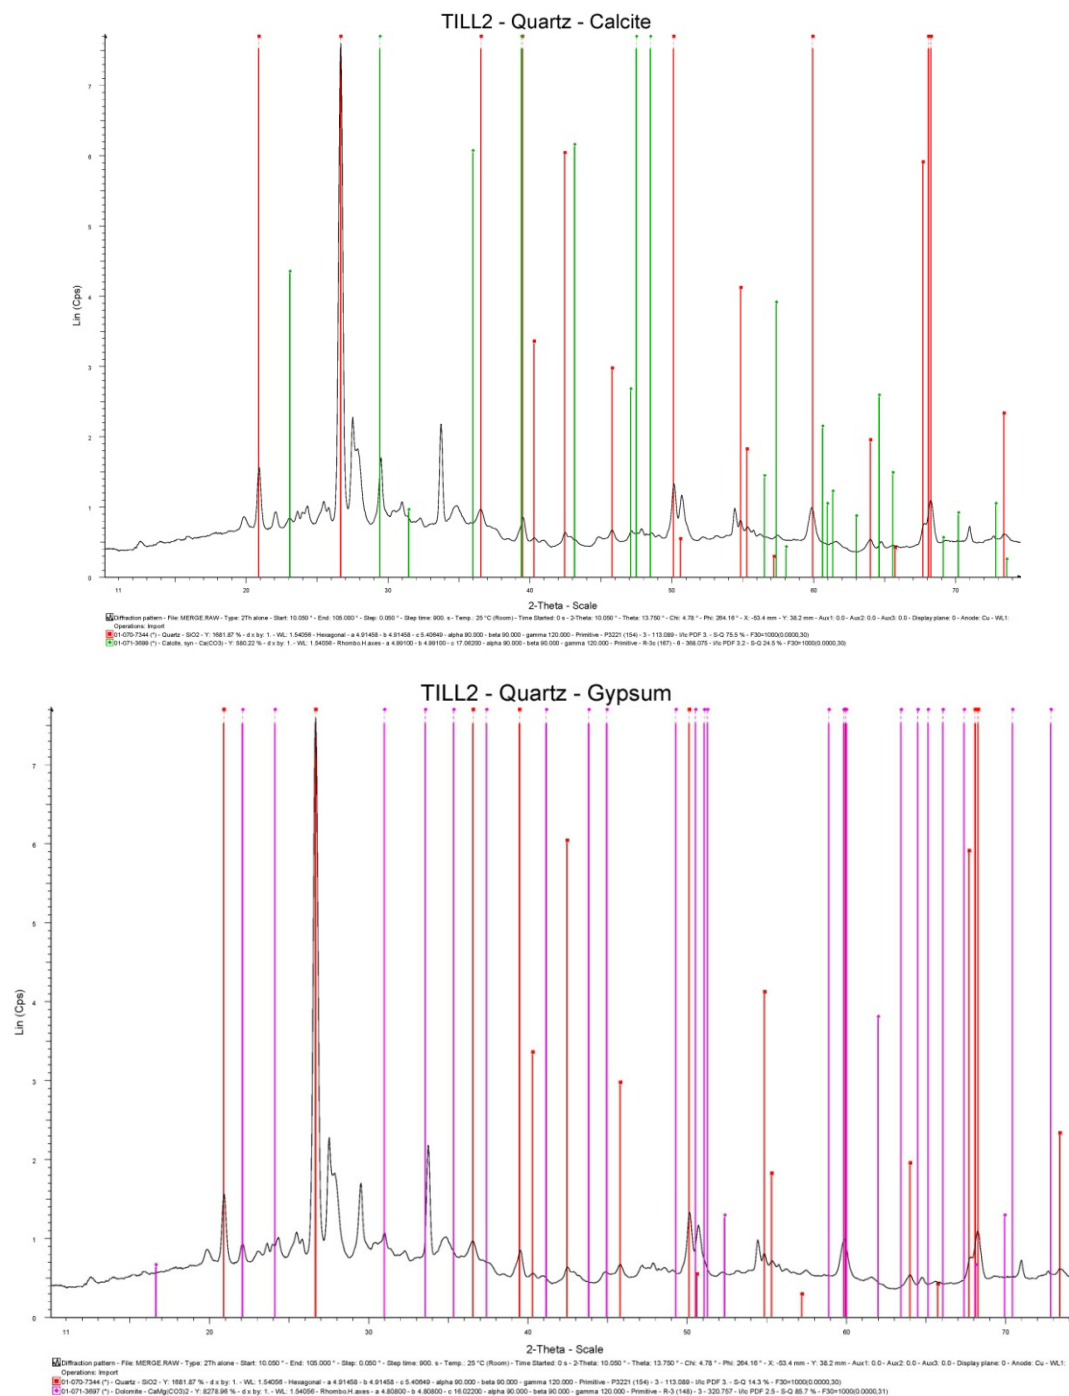 TILL2 - Quartz - Calcite
7
6
5
4
3
2
1
0
Lin (Cps)
11 20 30 40 50 60 70
2-Theta - Scale
Diffraction pattern - File: MERGE.RAW - Type: 2Th alone - Start: 10.050 ° - End: 105.000 ° - Step: 0.050 ° - Step time: 900. s - Temp.: 25 °C (Room) - Time Started: 0 s - 2-Theta: 10.050 ° - Theta: 13.750 ° - Chi: 4.78 ° - Phi: 264.16 ° - X: -53.4 mm - Y: 38.2 mm - Aux1: 0.0 - Aux2: 0.0 - Aux3: 0.0 - Display plane: 0 - Anode: Cu - WL1:
Operations: Import
01-070-7344 (*) - Quartz - SiO2 - Y: 1681.87 % - d x by: 1. - WL: 1.54056 - Hexagonal - a 4.91458 - b 4.91458 - c 5.40649 - alpha 90.000 - beta 90.000 - gamma 120.000 - Primitive - P3221 (154) - 3 - 113.089 - I/Ic PDF 3. - S-Q 75.5 % - F30=1000(0.0000,30)
01-071-3699 (*) - Calcite, syn - Ca(CO3) - Y: 580.22 % - d x by: 1. - WL: 1.54056 - Rhombo.H.axes - a 4.99100 - b 4.99100 - c 17.06200 - alpha 90.000 - beta 90.000 - gamma 120.000 - Primitive - R-3c (167) - 6 - 368.075 - I/Ic PDF 3.2 - S-Q 24.5 % - F30=1000(0.0000,30)
TILL2 - Quartz - Gypsum
7
6
5
4
3
2
1
0
Lin (Cps)
11 20 30 40 50 60 70
2-Theta - Scale
Diffraction pattern - File: MERGE.RAW - Type: 2Th alone - Start: 10.050 ° - End: 105.000 ° - Step: 0.050 ° - Step time: 900. s - Temp.: 25 °C (Room) - Time Started: 0 s - 2-Theta: 10.050 ° - Theta: 13.750 ° - Chi: 4.78 ° - Phi: 264.16 ° - X: -53.4 mm - Y: 38.2 mm - Aux1: 0.0 - Aux2: 0.0 - Aux3: 0.0 - Display plane: 0 - Anode: Cu - WL1:
Operations: Import
01-070-7344 (*) - Quartz - SiO2 - Y: 1681.87 % - d x by: 1. - WL: 1.54056 - Hexagonal - a 4.91458 - b 4.91458 - c 5.40649 - alpha 90.000 - beta 90.000 - gamma 120.000 - Primitive - P3221 (154) - 3 - 113.089 - I/Ic PDF 3. - S-Q 14.3 % - F30=1000(0.0000,30)
01-071-3697 (*) - Dolomite - CaMg(CO3)2 - Y: 8278.96 % - d x by: 1. - WL: 1.54056 - Rhombo.H.axes - a 4.80800 - b 4.80800 - c 16.02200 - alpha 90.000 - beta 90.000 - gamma 120.000 - Primitive - R-3 (148) - 3 - 320.757 - I/Ic PDF 2.5 - S-Q 85.7 % - F30=1000(0.0000,31)